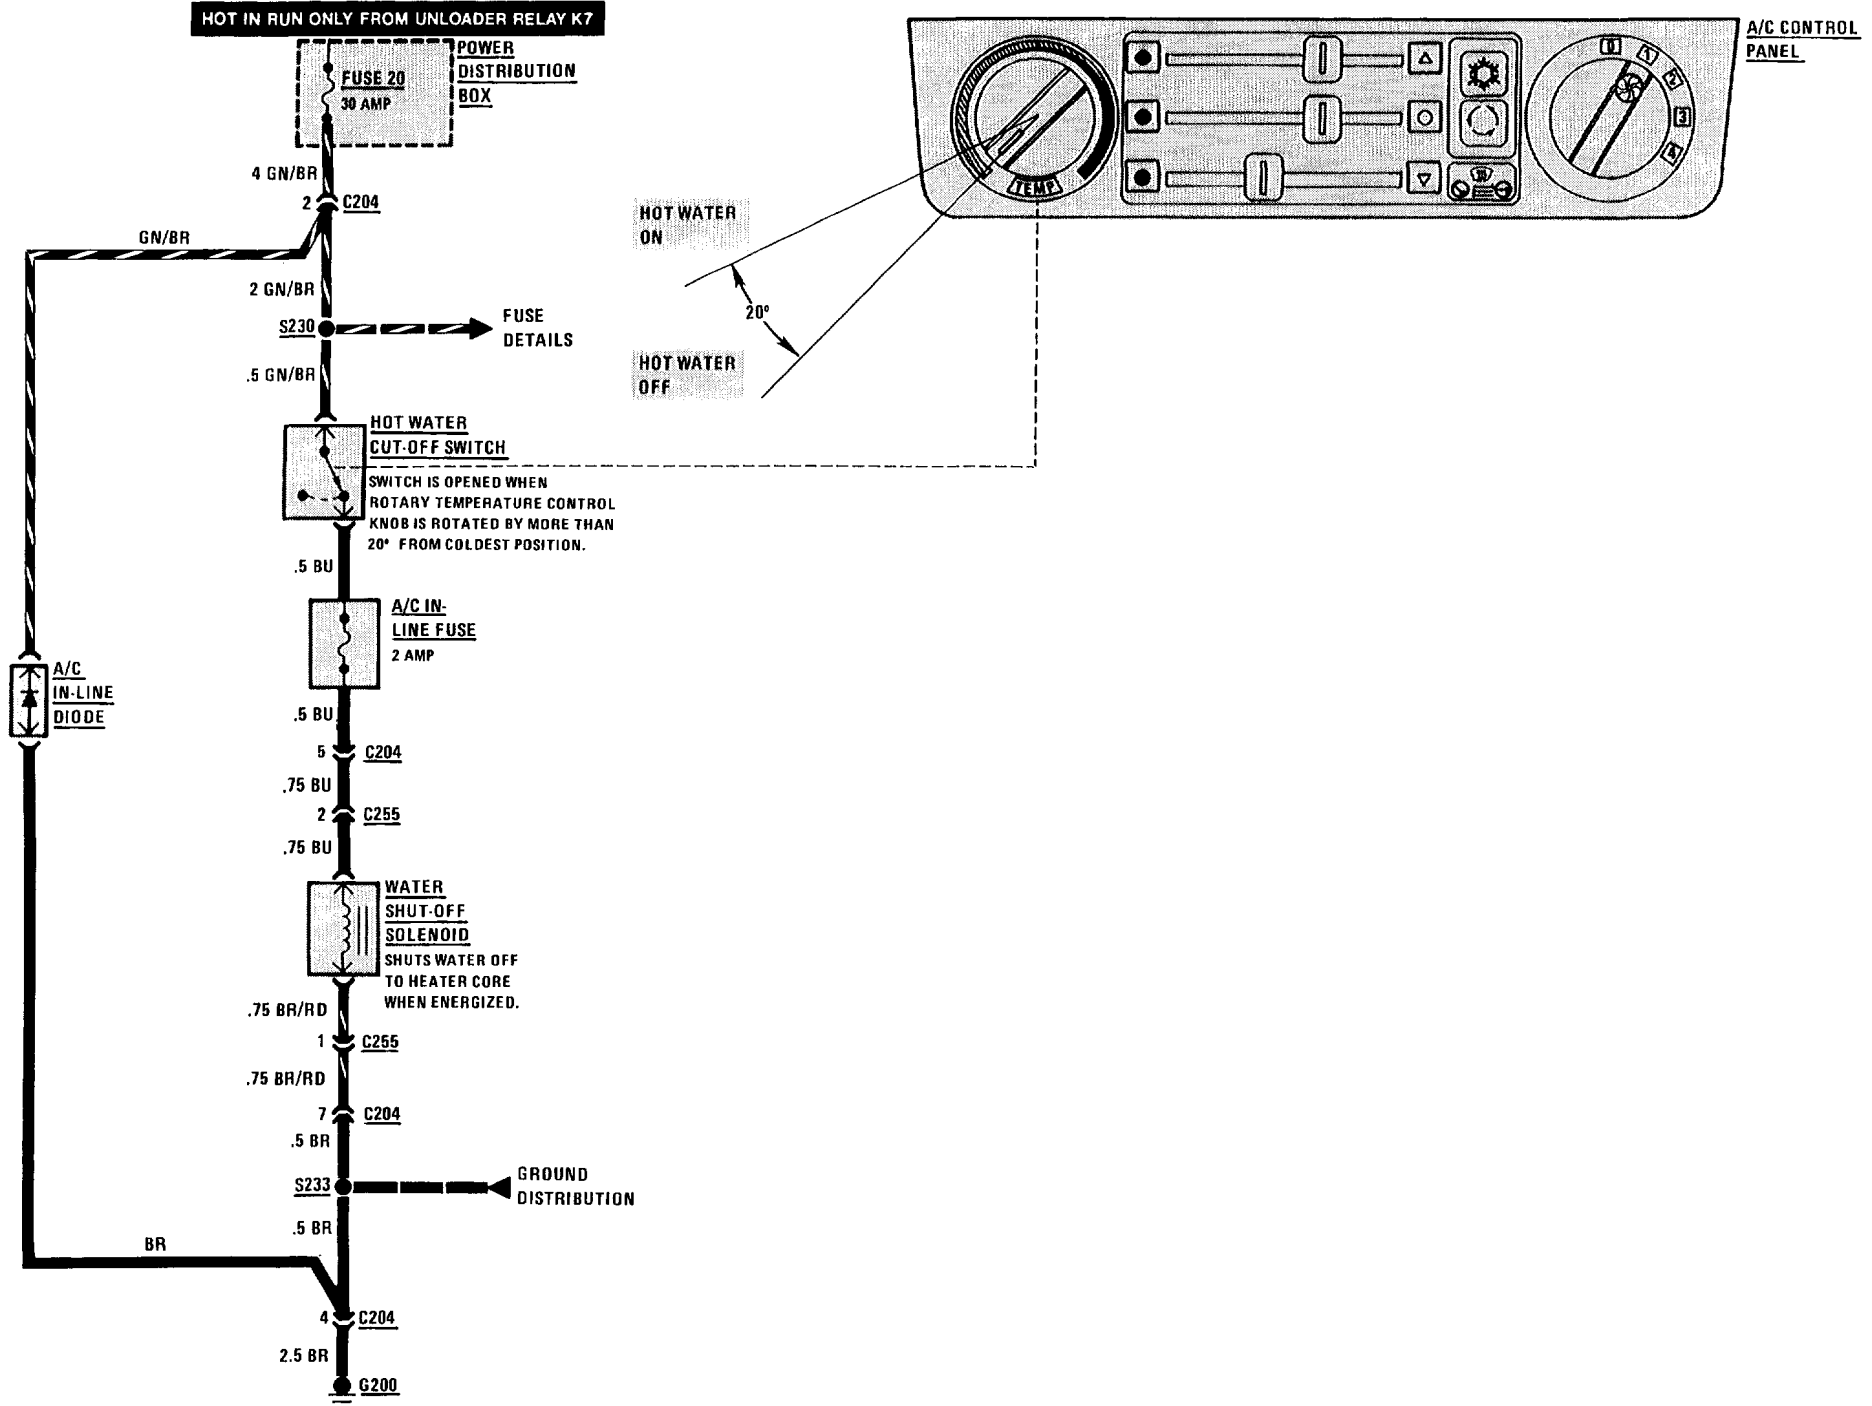 HOT IN RUN ONLY FROM UNLOADER RELAY K7
POWER
DISTRIBUTION
BOX
FUSE 20
30 AMP
4 GN/BR
2
C204
GN/BR
2 GN/BR
S230
FUSE
DETAILS
.5 GN/BR
HOT WATER
CUT-OFF SWITCH
SWITCH IS OPENED WHEN
ROTARY TEMPERATURE CONTROL
KNOB IS ROTATED BY MORE THAN
20° FROM COLDEST POSITION.
.5 BU
A/C IN-
LINE FUSE
2 AMP
A/C
IN-LINE
DIODE
.5 BU
5
C204
.75 BU
2
C255
.75 BU
WATER
SHUT-OFF
SOLENOID
SHUTS WATER OFF
TO HEATER CORE
WHEN ENERGIZED.
.75 BR/RD
1
C255
.75 BR/RD
7
C204
.5 BR
S233
GROUND
DISTRIBUTION
.5 BR
BR
4
C204
2.5 BR
G200
A/C CONTROL
PANEL
TEMP
0
1
2
3
4
HOT WATER
ON
20°
HOT WATER
OFF